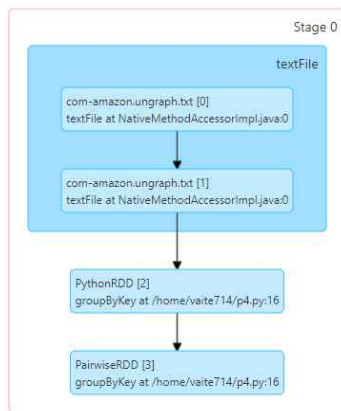 Stage 0
textFile
com-amazon.ungraph.txt [0]
textFile at NativeMethodAccessorImpl.java:0
com-amazon.ungraph.txt [1]
textFile at NativeMethodAccessorImpl.java:0
PythonRDD [2]
groupByKey at /home/vaite714/p4.py:16
PairwiseRDD [3]
groupByKey at /home/vaite714/p4.py:16